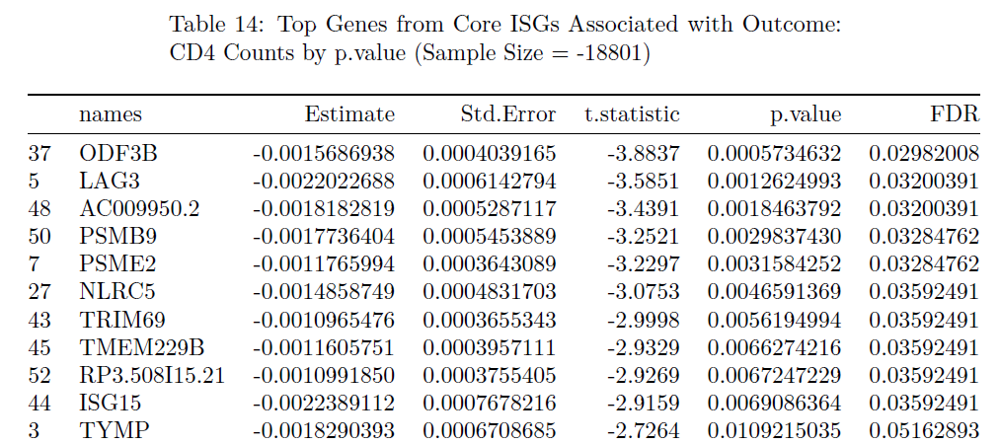 Table 14: Top Genes from Core ISGs Associated with Outcome:
CD4 Counts by p.value (Sample Size = -18801)
names Estimate Std.Error t.statistic p.value FDR
37 ODF3B -0.0015686938 0.0004039165 -3.8837 0.0005734632 0.02982008
5 LAG3 -0.0022022688 0.0006142794 -3.5851 0.0012624993 0.03200391
48 AC009950.2 -0.0018182819 0.0005287117 -3.4391 0.0018463792 0.03200391
50 PSMB9 -0.0017736404 0.0005453889 -3.2521 0.0029837430 0.03284762
7 PSME2 -0.0011765994 0.0003643089 -3.2297 0.0031584252 0.03284762
27 NLRC5 -0.0014858749 0.0004831703 -3.0753 0.0046591369 0.03592491
43 TRIM69 -0.0010965476 0.0003655343 -2.9998 0.0056194994 0.03592491
45 TMEM229B -0.0011605751 0.0003957111 -2.9329 0.0066274216 0.03592491
52 RP3.508I15.21 -0.0010991850 0.0003755405 -2.9269 0.0067247229 0.03592491
44 ISG15 -0.0022389112 0.0007678216 -2.9159 0.0069086364 0.03592491
3 TYMP -0.0018290393 0.0006708685 -2.7264 0.0109215035 0.05162893